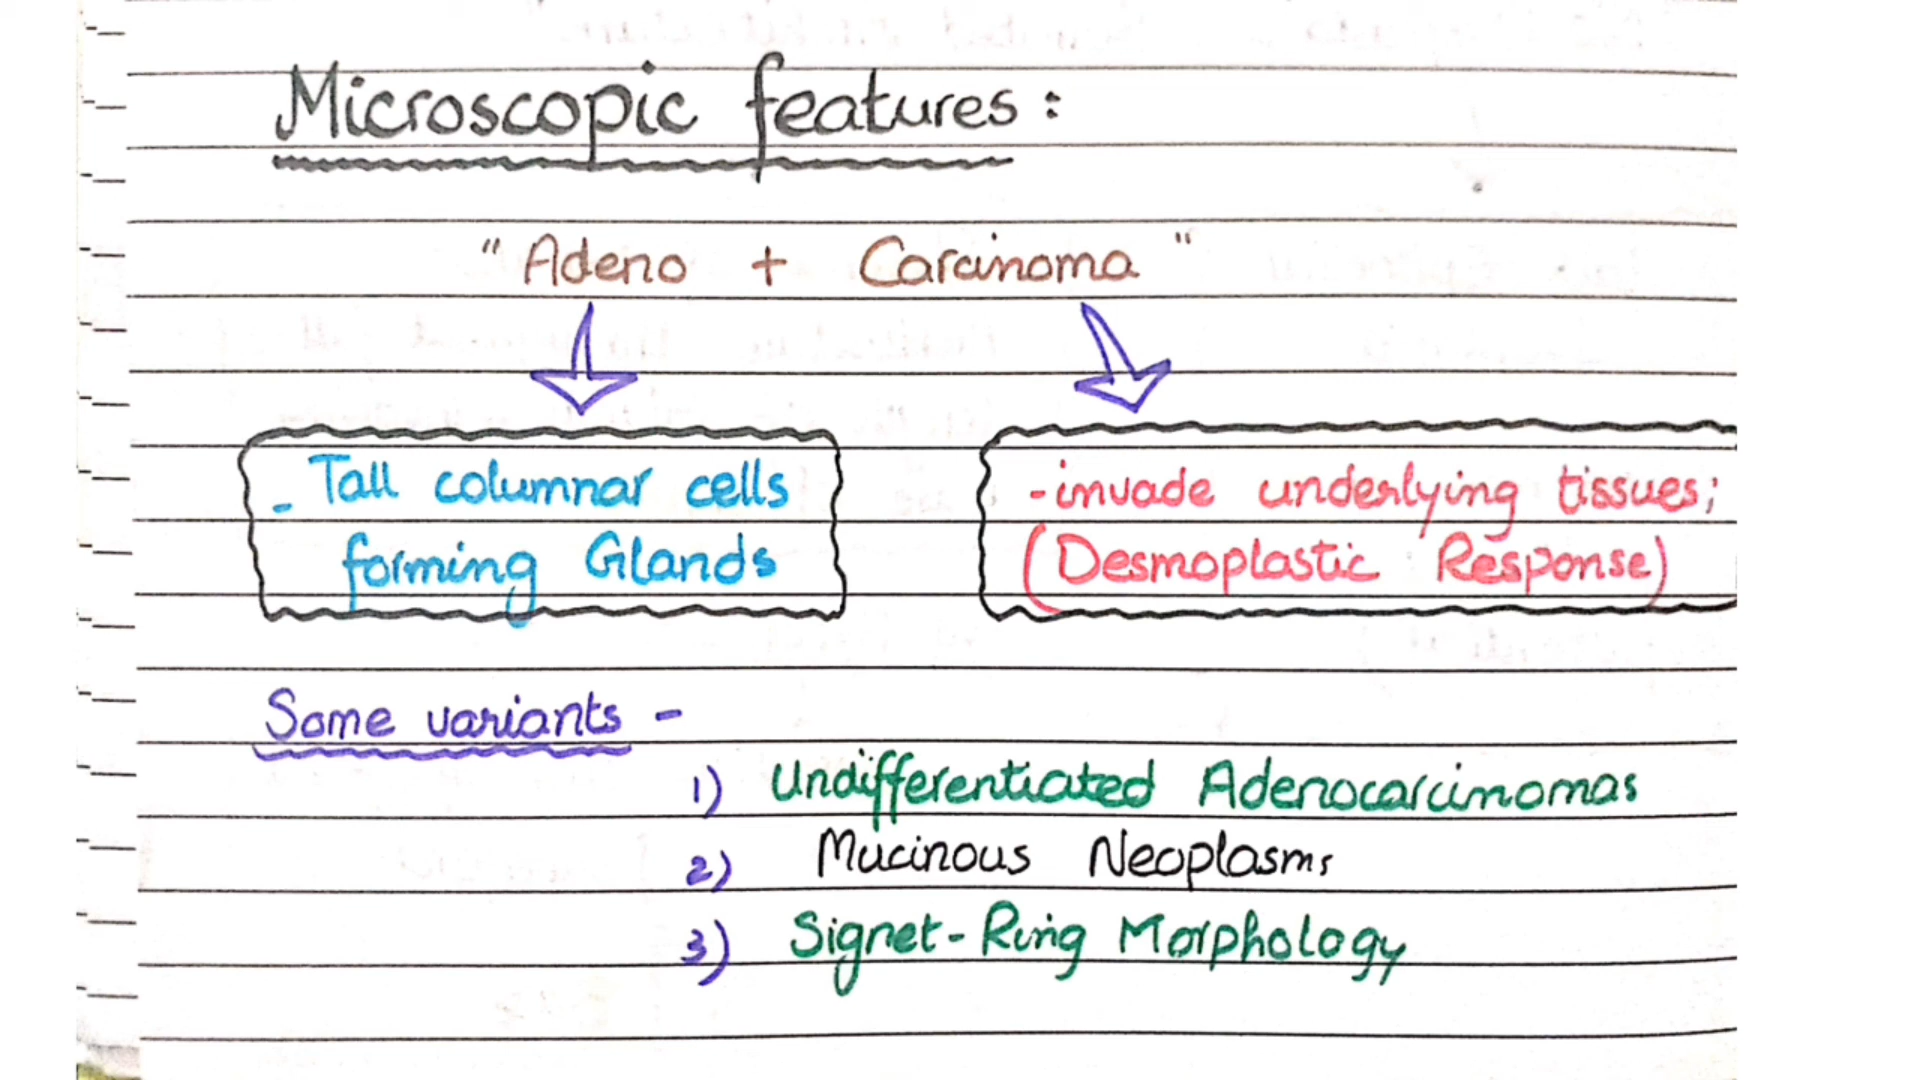 Microscopic features:
"Adeno + Carcinoma"
- Tall columnar cells
forming Glands
- invade underlying tissues;
(Desmoplastic Response)
Some variants -
1) Undifferentiated Adenocarcinomas
2) Mucinous Neoplasms
3) Signet-Ring Morphology